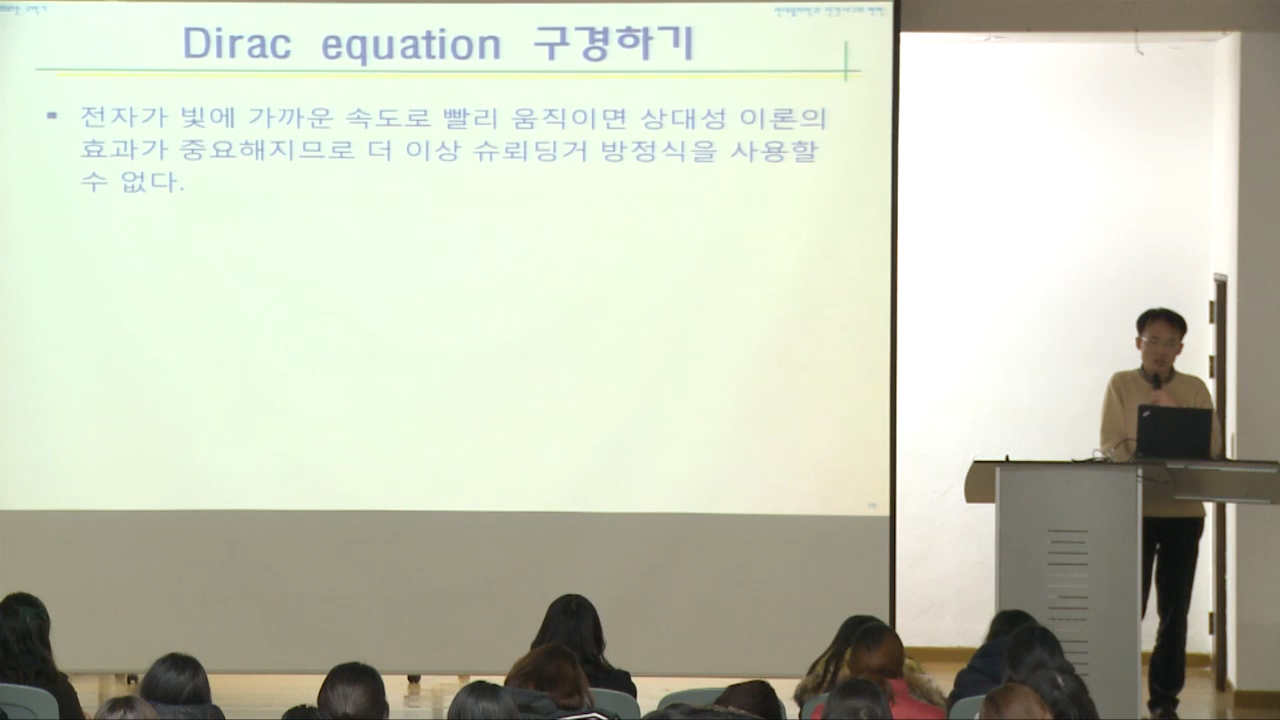 Dirac equation 구경하기
▪ 전자가 빛에 가까운 속도로 빨리 움직이면 상대성 이론의
효과가 중요해지므로 더 이상 슈뢰딩거 방정식을 사용할
수 없다.